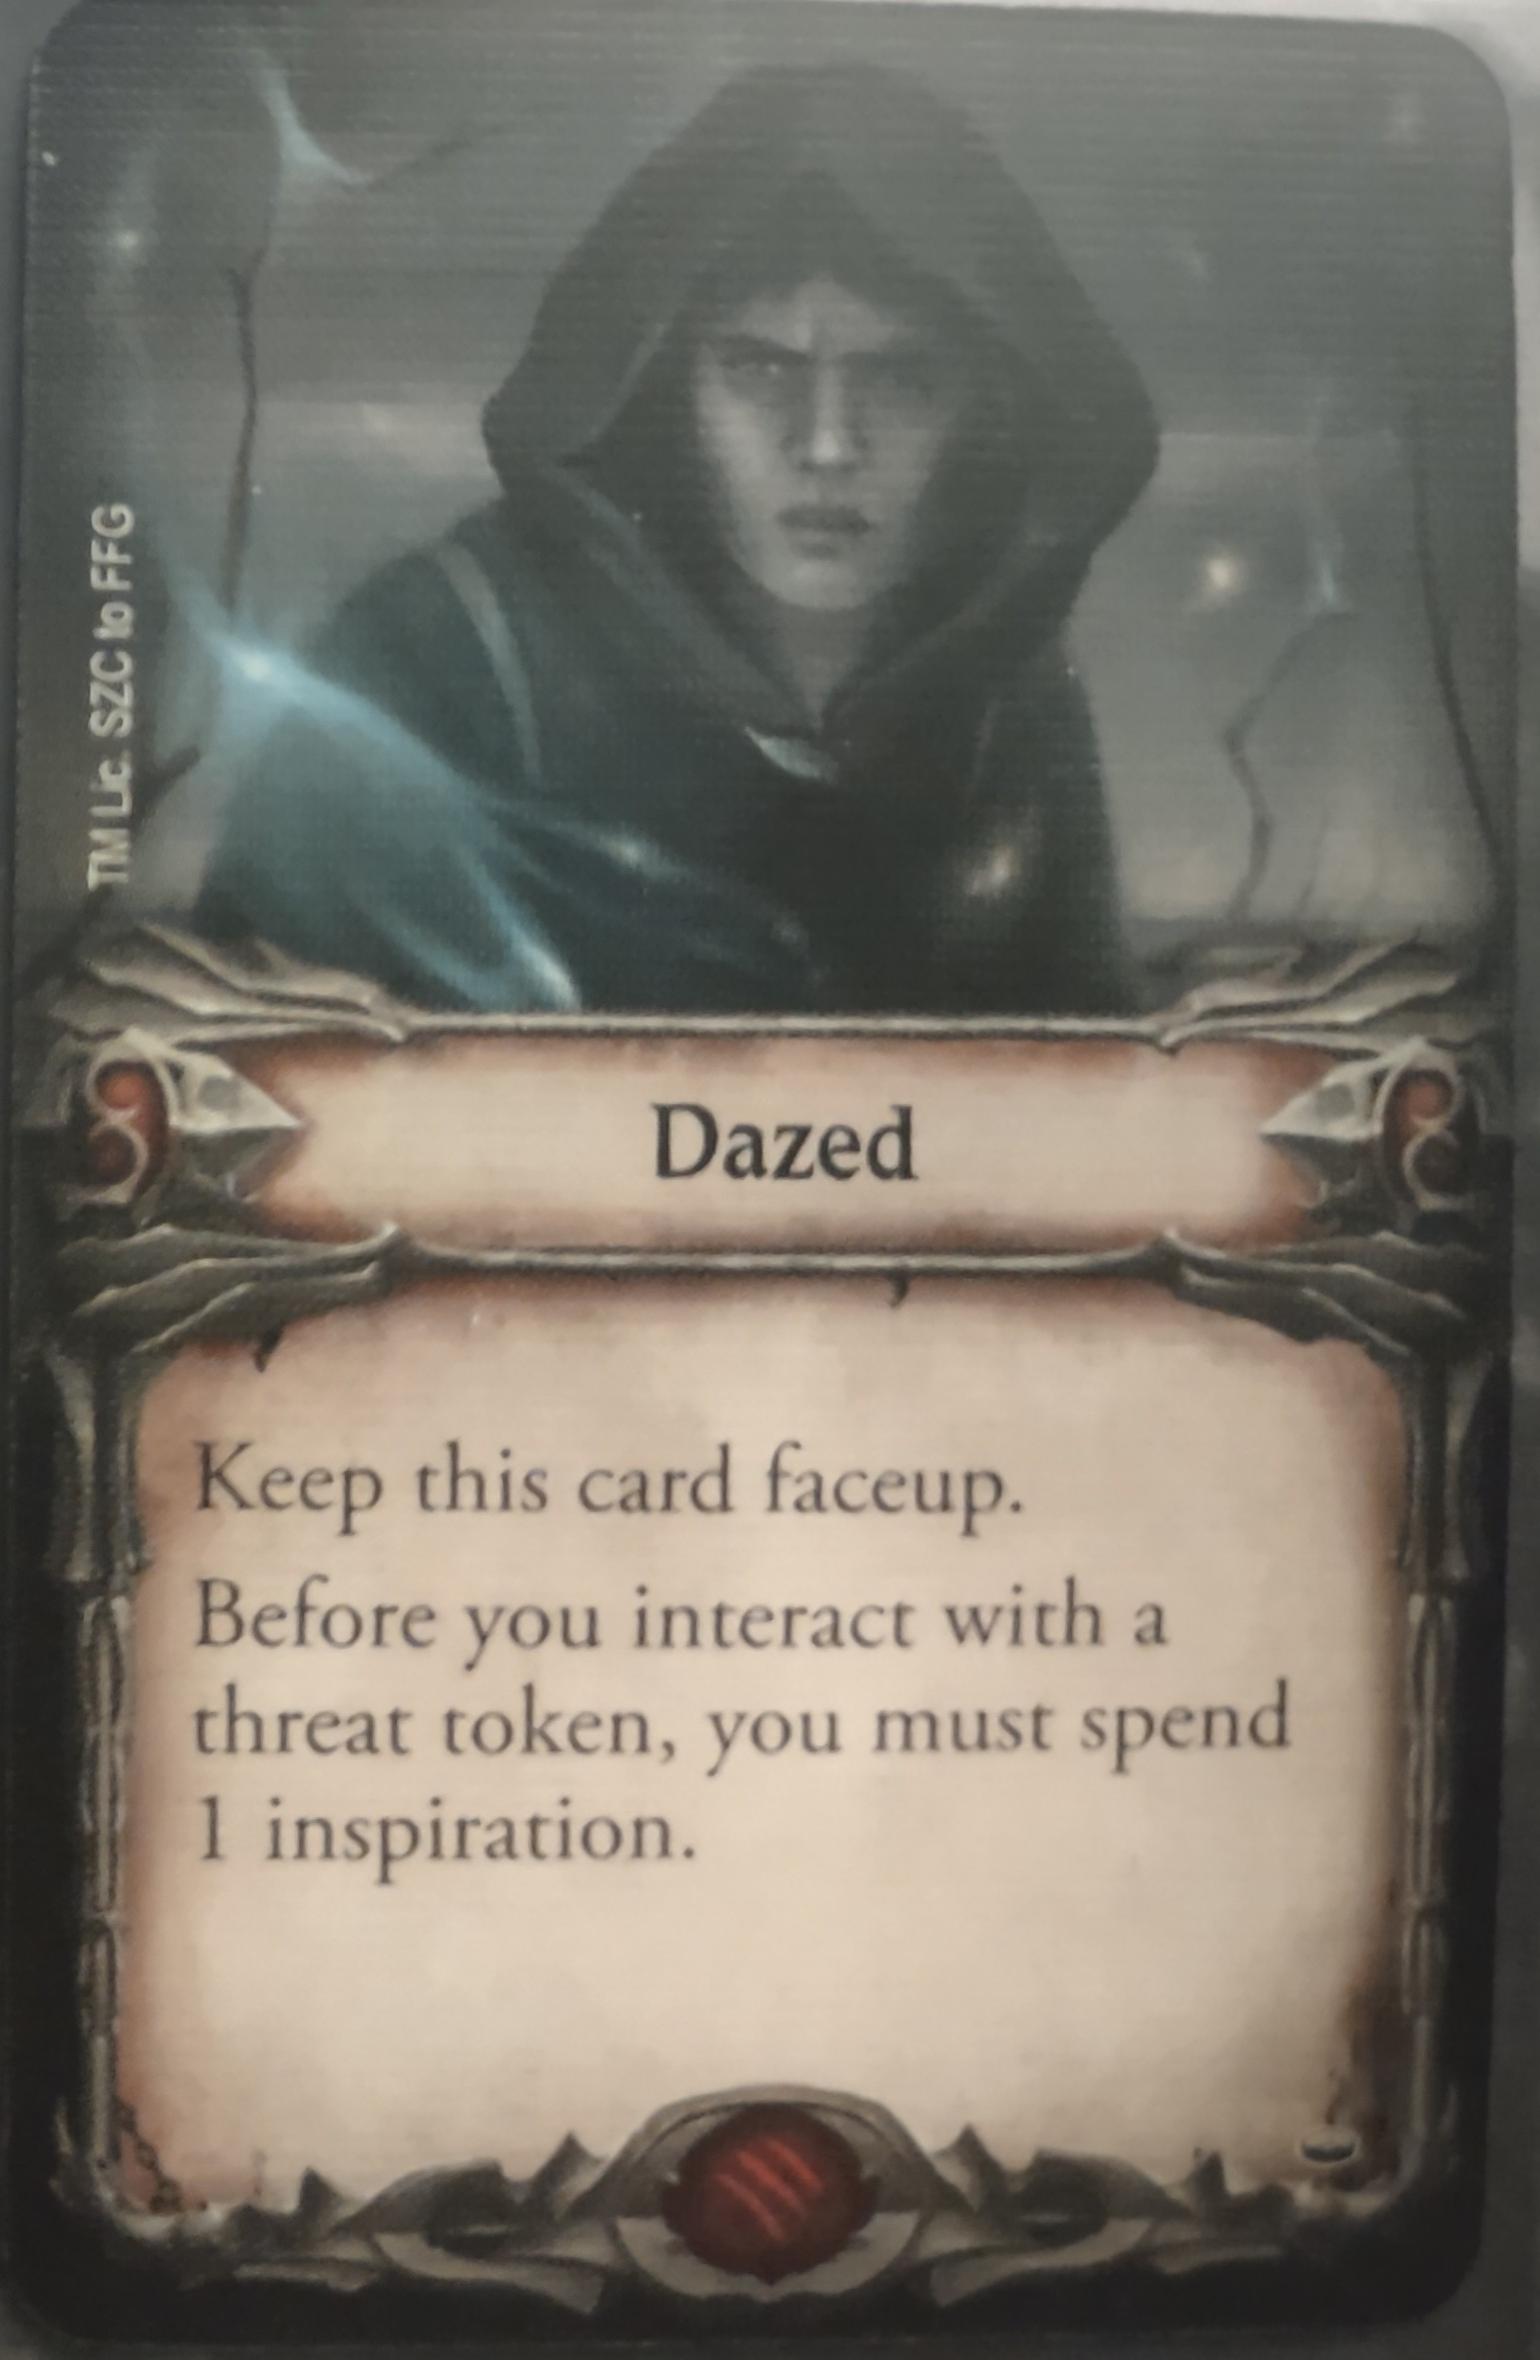 TM Lic. SZC to FFG
Dazed
Keep this card faceup.
Before you interact with a
threat token, you must spend
1 inspiration.